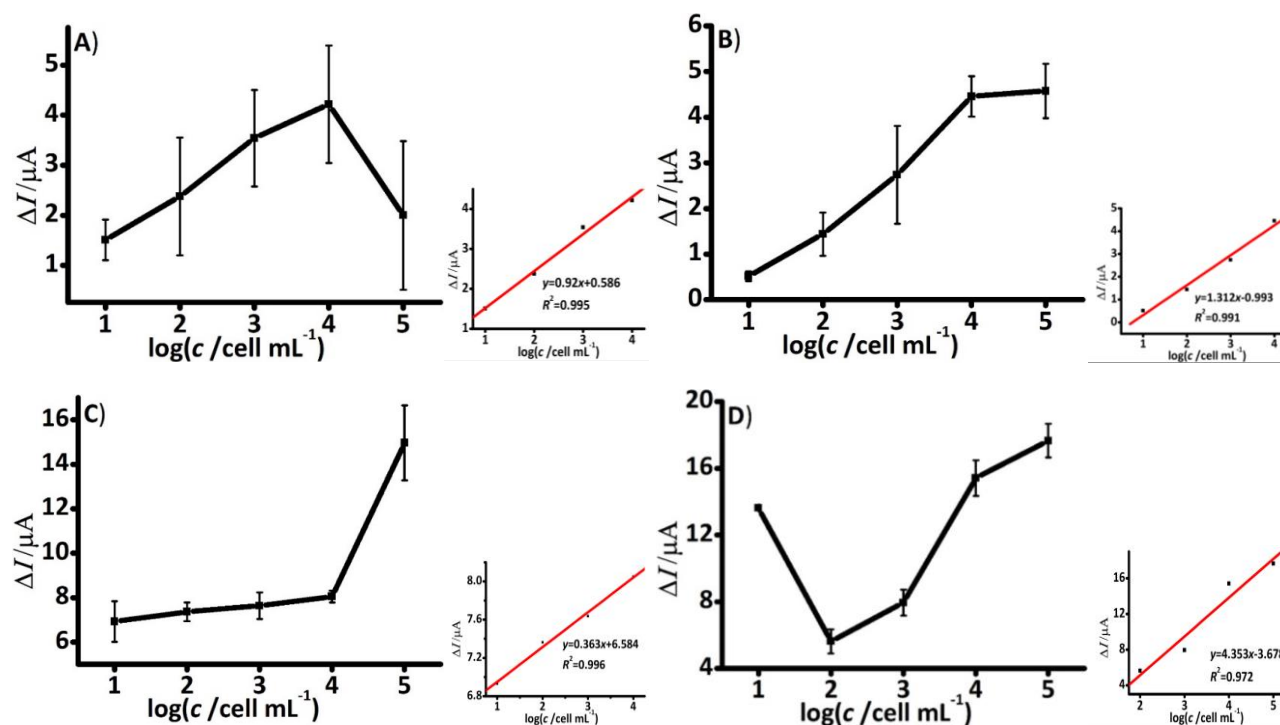 A)
5
4
3
2
1
ΔI/μA
1 2 3 4 5
log(c /cell mL⁻¹)
4
3
2
1
ΔI/μA
y=0.92x+0.586
R²=0.995
1 2 3 4
log(c /cell mL⁻¹)
B)
6
5
4
3
2
1
0
ΔI/μA
1 2 3 4 5
log(c /cell mL⁻¹)
5
4
3
2
1
0
ΔI/μA
y=1.312x-0.993
R²=0.991
1 2 3 4
log(c /cell mL⁻¹)
C)
16
14
12
10
8
6
ΔI/μA
1 2 3 4 5
log(c /cell mL⁻¹)
8.0
7.6
7.2
6.8
ΔI/μA
y=0.363x+6.584
R²=0.996
1 2 3 4
log(c /cell mL⁻¹)
D)
20
16
12
8
4
ΔI/μA
1 2 3 4 5
log(c /cell mL⁻¹)
16
12
8
4
ΔI/μA
y=4.353x-3.678
R²=0.972
2 3 4 5
log(c /cell mL⁻¹)